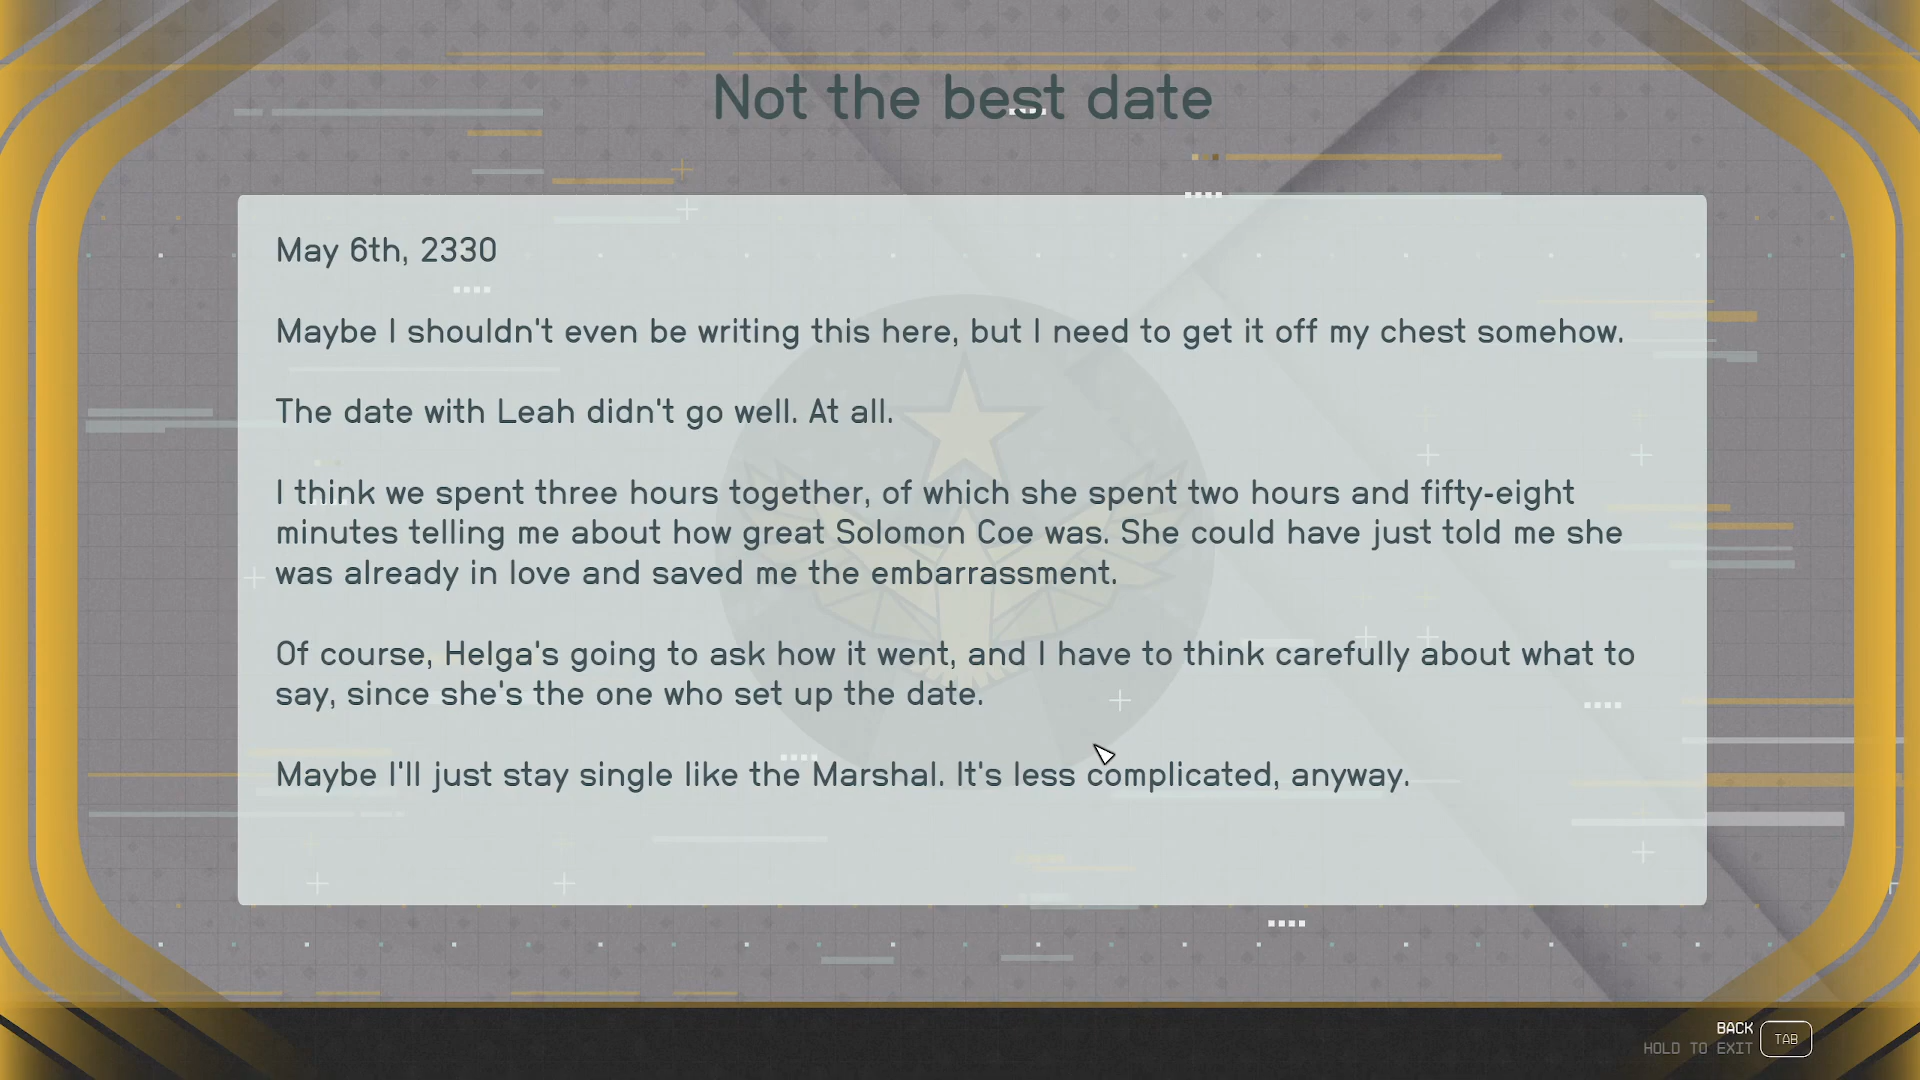 Not the best date
May 6th, 2330
Maybe I shouldn't even be writing this here, but I need to get it off my chest somehow.
The date with Leah didn't go well. At all.
I think we spent three hours together, of which she spent two hours and fifty-eight
minutes telling me about how great Solomon Coe was. She could have just told me she
was already in love and saved me the embarrassment.
Of course, Helga's going to ask how it went, and I have to think carefully about what to
say, since she's the one who set up the date.
Maybe I'll just stay single like the Marshal. It's less complicated, anyway.
BACK
HOLD TO EXIT TAB